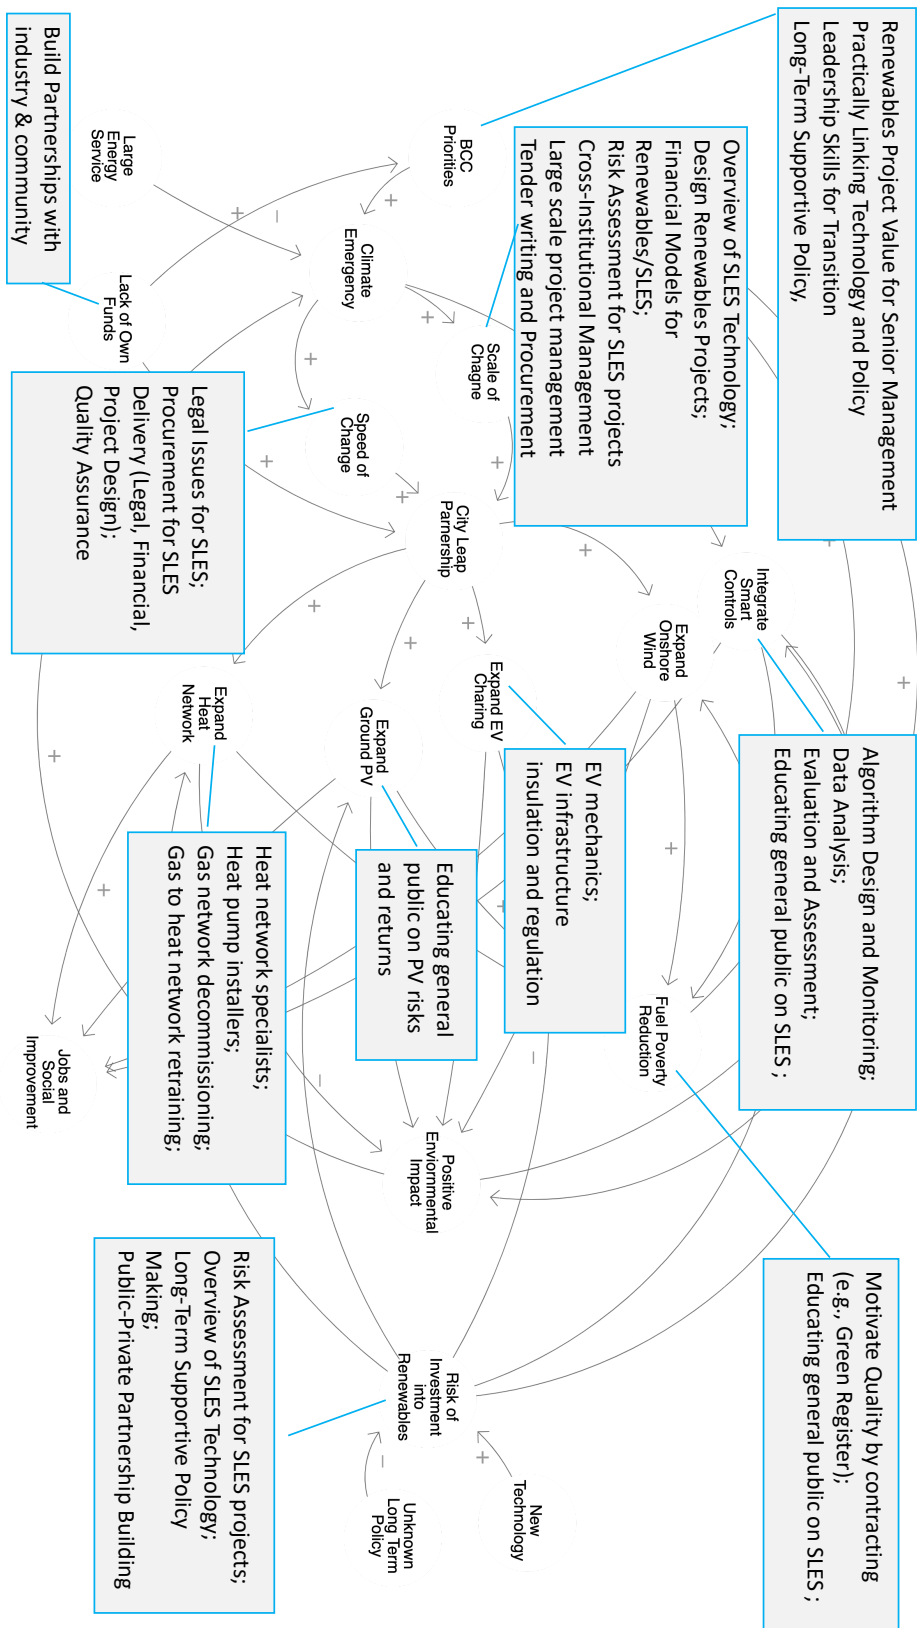 Renewables Project Value for Senior Management
Practically Linking Technology and Policy
Leadership Skills for Transition
Long-Term Supportive Policy,
Algorithm Design and Monitoring;
Data Analysis;
Evaluation and Assessment;
Educating general public on SLES ;
Motivate Quality by contracting
(e.g., Green Register);
Educating general public on SLES ;
Overview of SLES Technology;
Design Renewables Projects;
Financial Models for
Renewables/SLES;
Risk Assessment for SLES projects
Cross-Institutional Management
Large scale project management
Tender writing and Procurement
Integrate
Smart
Controls
+
+
Expand
Onshore
Wind
+
+
Fuel Poverty
Reduction
EV mechanics;
EV infrastructure
insulation and regulation
BCC
Priorities
+
Scale of
Chagne
+
+
Expand EV
Charing
+
+
–
New
Technology
+
Climate
Emergency
+
City Leap
Parnership
+
+
Educating general
public on PV risks
and returns
Positive
Enviornmental
Impact
Risk of
Investment
into
Renewables
Unknown
Long Term
Policy
–
Speed of
Change
+
Expand
Ground PV
–
Large
Energy
Service
–
+
Lack of Own
Funds
+
+
Build Partnerships with
industry & community
Legal Issues for SLES;
Procurement for SLES
Delivery (Legal, Financial,
Project Design);
Quality Assurance
Expand
Heat
Network
+
+
Heat network specialists;
Heat pump installers;
Gas network decommissioning;
Gas to heat network retraining;
Jobs and
Social
Improvement
Risk Assessment for SLES projects;
Overview of SLES Technology;
Long-Term Supportive Policy
Making;
Public-Private Partnership Building